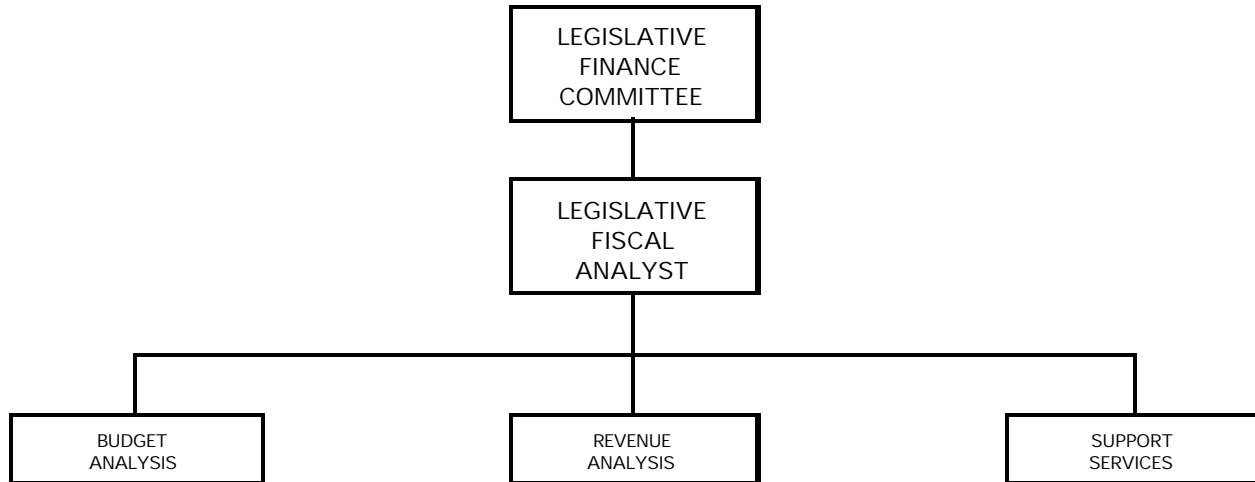 LEGISLATIVE
FINANCE
COMMITTEE
LEGISLATIVE
FISCAL
ANALYST
BUDGET
ANALYSIS
REVENUE
ANALYSIS
SUPPORT
SERVICES